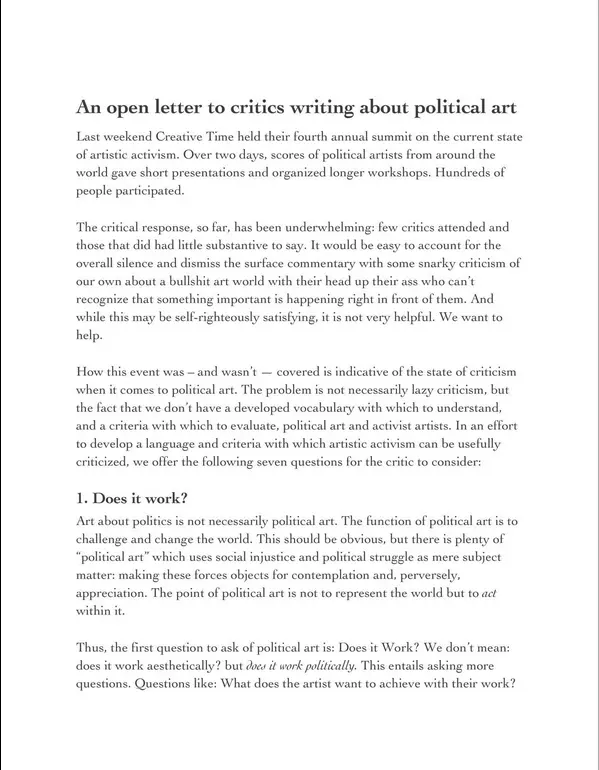 An open letter to critics writing about political art
Last weekend Creative Time held their fourth annual summit on the current state
of artistic activism. Over two days, scores of political artists from around the
world gave short presentations and organized longer workshops. Hundreds of
people participated.
The critical response, so far, has been underwhelming: few critics attended and
those that did had little substantive to say. It would be easy to account for the
overall silence and dismiss the surface commentary with some snarky criticism of
our own about a bullshit art world with their head up their ass who can’t
recognize that something important is happening right in front of them. And
while this may be self-righteously satisfying, it is not very helpful. We want to
help.
How this event was – and wasn’t — covered is indicative of the state of criticism
when it comes to political art. The problem is not necessarily lazy criticism, but
the fact that we don’t have a developed vocabulary with which to understand,
and a criteria with which to evaluate, political art and activist artists. In an effort
to develop a language and criteria with which artistic activism can be usefully
criticized, we offer the following seven questions for the critic to consider:
1. Does it work?
Art about politics is not necessarily political art. The function of political art is to
challenge and change the world. This should be obvious, but there is plenty of
“political art” which uses social injustice and political struggle as mere subject
matter: making these forces objects for contemplation and, perversely,
appreciation. The point of political art is not to represent the world but to act
within it.
Thus, the first question to ask of political art is: Does it Work? We don’t mean:
does it work aesthetically? but does it work politically. This entails asking more
questions. Questions like: What does the artist want to achieve with their work?